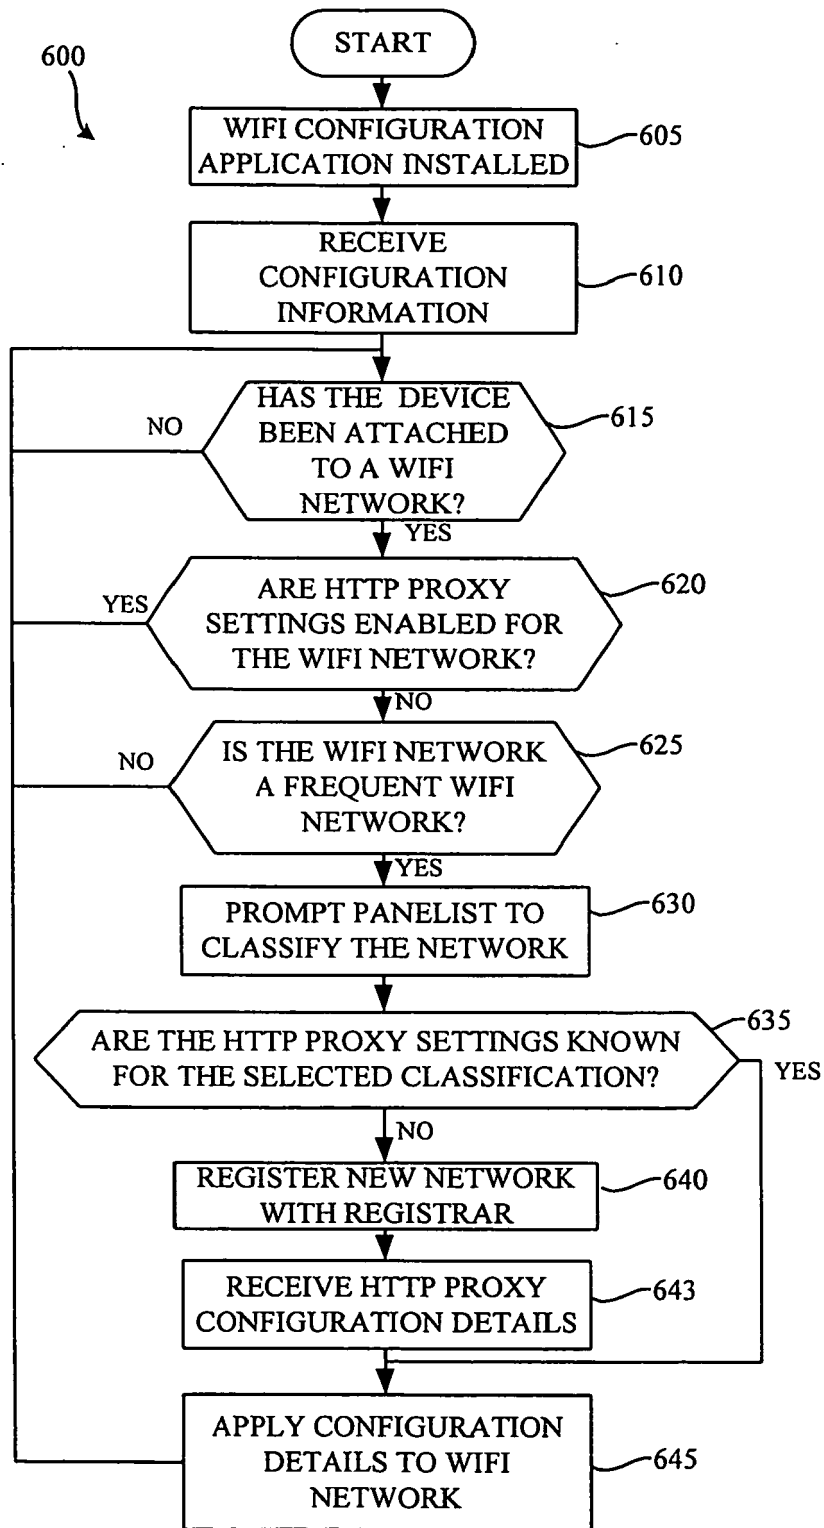 START
600
WIFI CONFIGURATION
APPLICATION INSTALLED
605
RECEIVE
CONFIGURATION
INFORMATION
610
HAS THE DEVICE
BEEN ATTACHED
TO A WIFI
NETWORK?
615
NO
YES
ARE HTTP PROXY
SETTINGS ENABLED FOR
THE WIFI NETWORK?
620
YES
NO
IS THE WIFI NETWORK
A FREQUENT WIFI
NETWORK?
625
NO
YES
PROMPT PANELIST TO
CLASSIFY THE NETWORK
630
ARE THE HTTP PROXY SETTINGS KNOWN
FOR THE SELECTED CLASSIFICATION?
635
YES
NO
REGISTER NEW NETWORK
WITH REGISTRAR
640
RECEIVE HTTP PROXY
CONFIGURATION DETAILS
643
APPLY CONFIGURATION
DETAILS TO WIFI
NETWORK
645